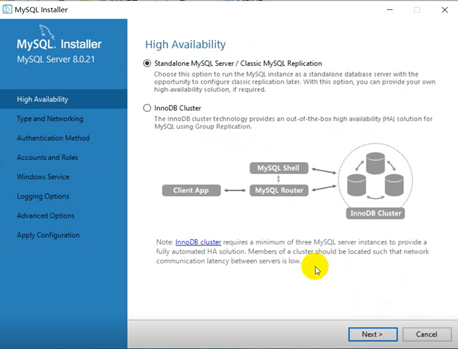 MySQL Installer
MySQL. Installer
MySQL Server 8.0.21
High Availability
Type and Networking
Authentication Method
Accounts and Roles
Windows Service
Logging Options
Advanced Options
Apply Configuration
High Availability
Standalone MySQL Server / Classic MySQL Replication
Choose this option to run the MySQL instance as a standalone database server with the
opportunity to configure classic replication later. With this option, you can provide your own
high-availability solution, if required.
InnoDB Cluster
The InnoDB cluster technology provides an out-of-the-box high availability (HA) solution for
MySQL using Group Replication.
MySQL Shell
Client App
MySQL Router
InnoDB Cluster
Note: InnoDB cluster requires a minimum of three MySQL server instances to provide a
fully automated HA solution. Members of a cluster should be located such that network
communication latency between servers is low.
Next >
Cancel